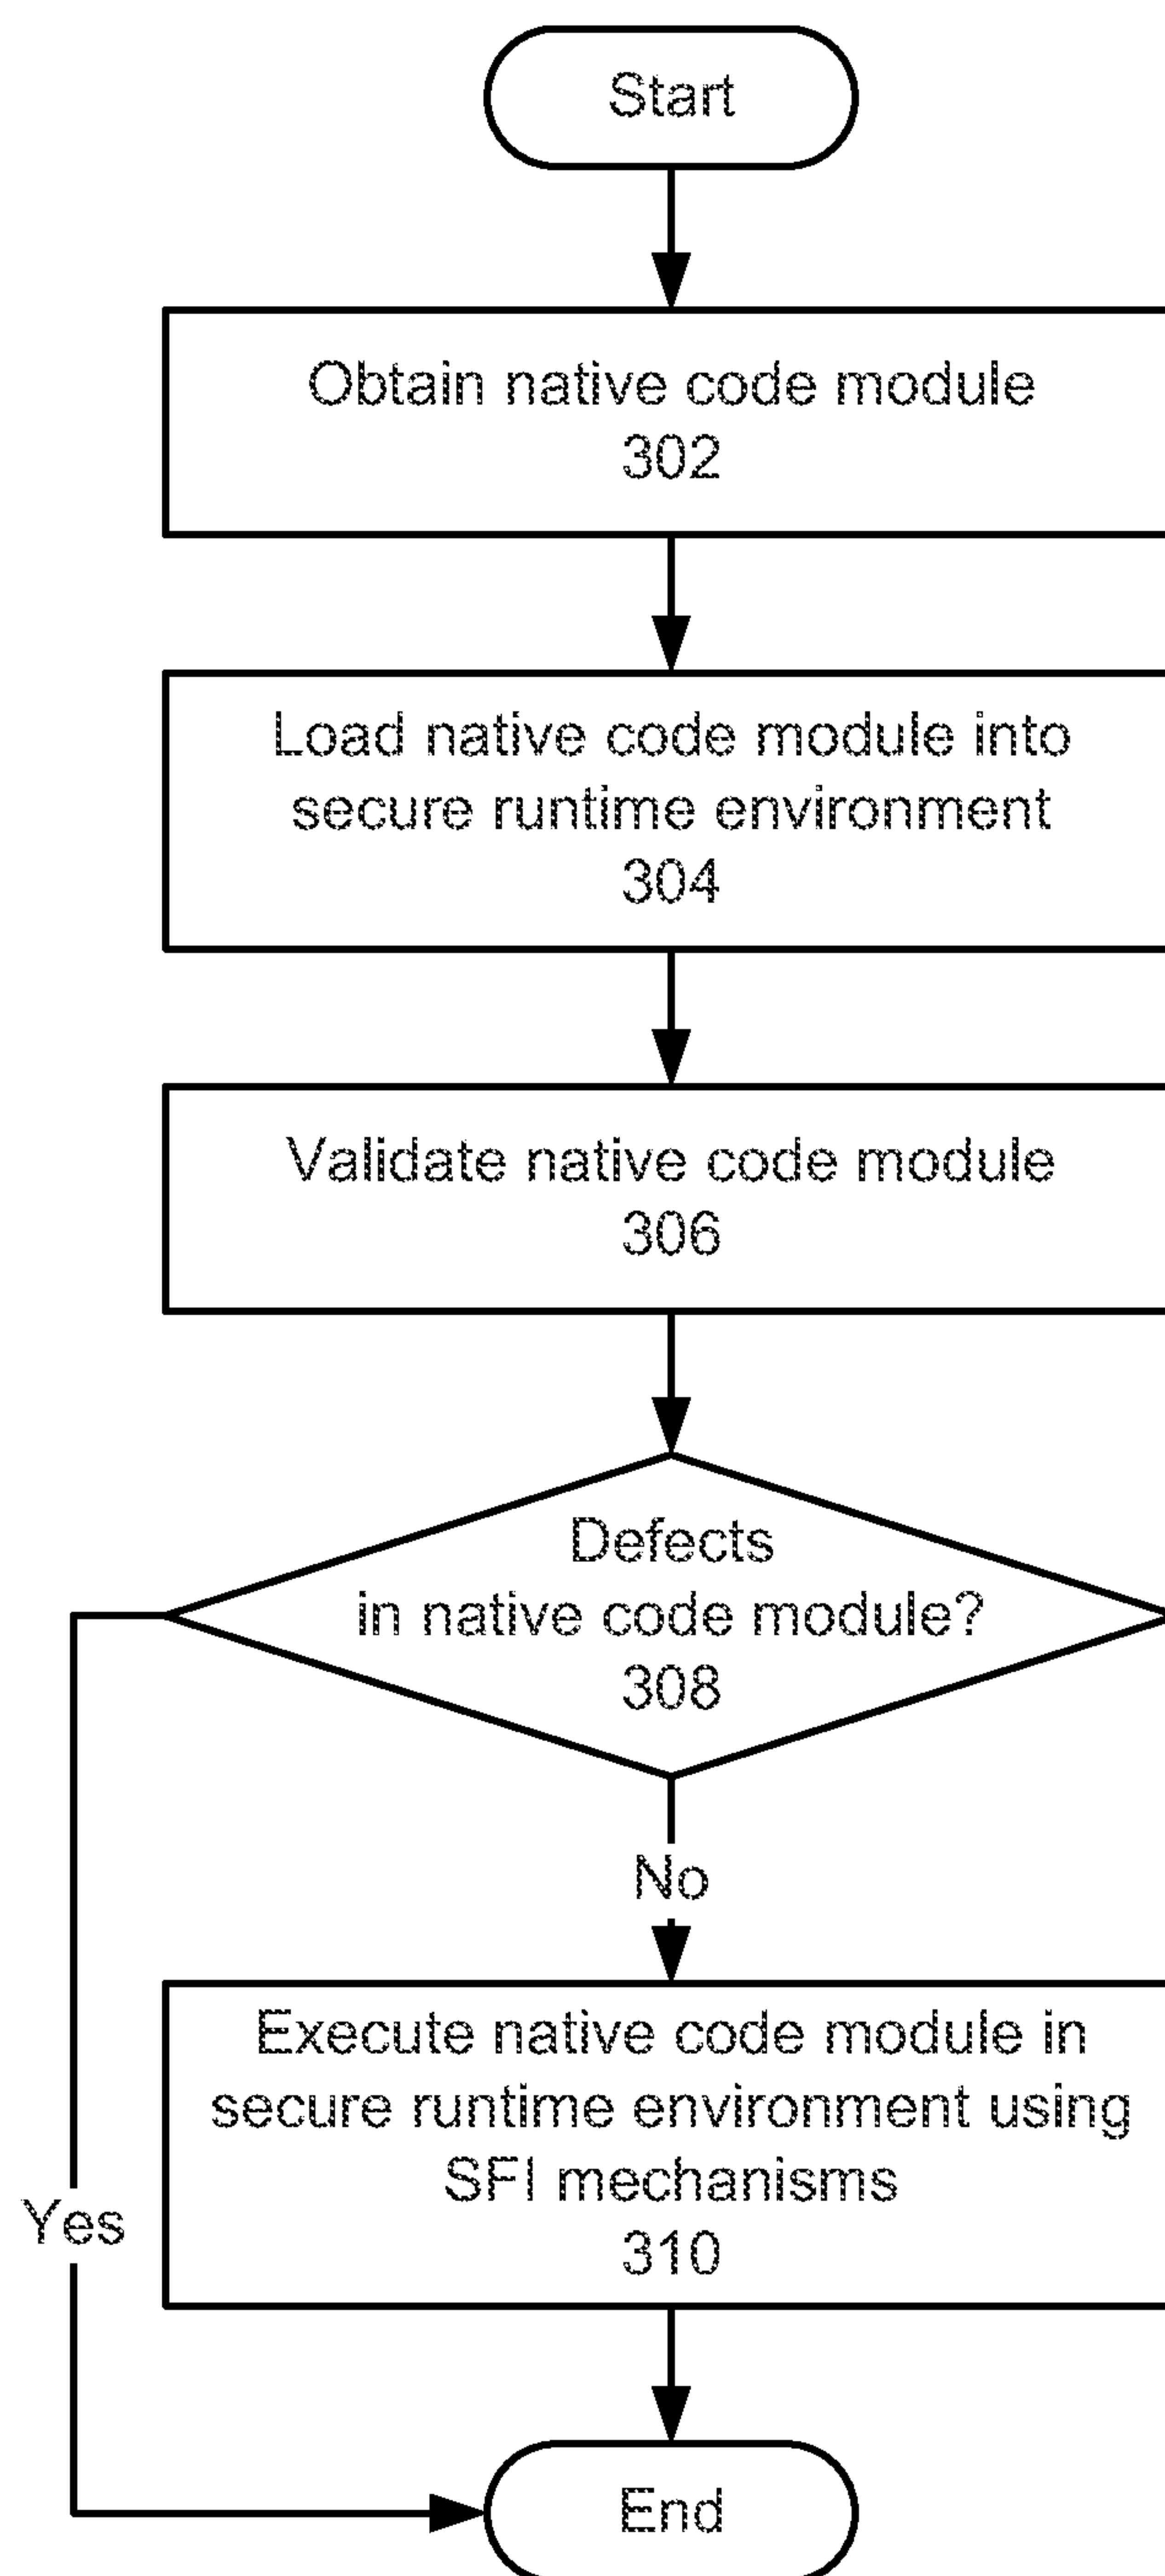 Start
Obtain native code module
302
Load native code module into
secure runtime environment
304
Validate native code module
306
Defects
in native code module?
308
No
Execute native code module in
secure runtime environment using
SFI mechanisms
310
Yes
End